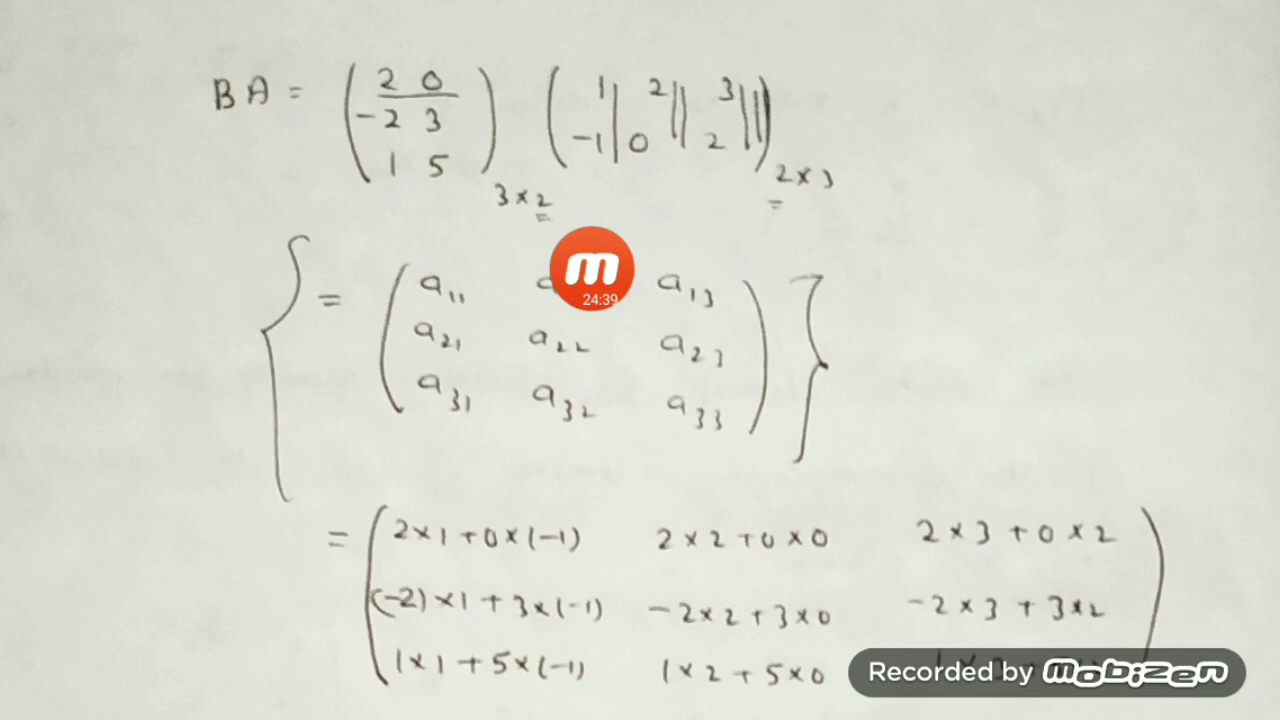 BA = ( 2 0 ) ( 1 2 3 )
-2 3 -1 0 2
1 5
3×2 2×3
= ( a11 a13 )
a21 a22 a23
a31 a32 a33
24:39
= ( 2×1+0×(-1) 2×2+0×0 2×3+0×2 )
(-2)×1+3×(-1) -2×2+3×0 -2×3+3×2
1×1+5×(-1) 1×2+5×0
Recorded by mobizen